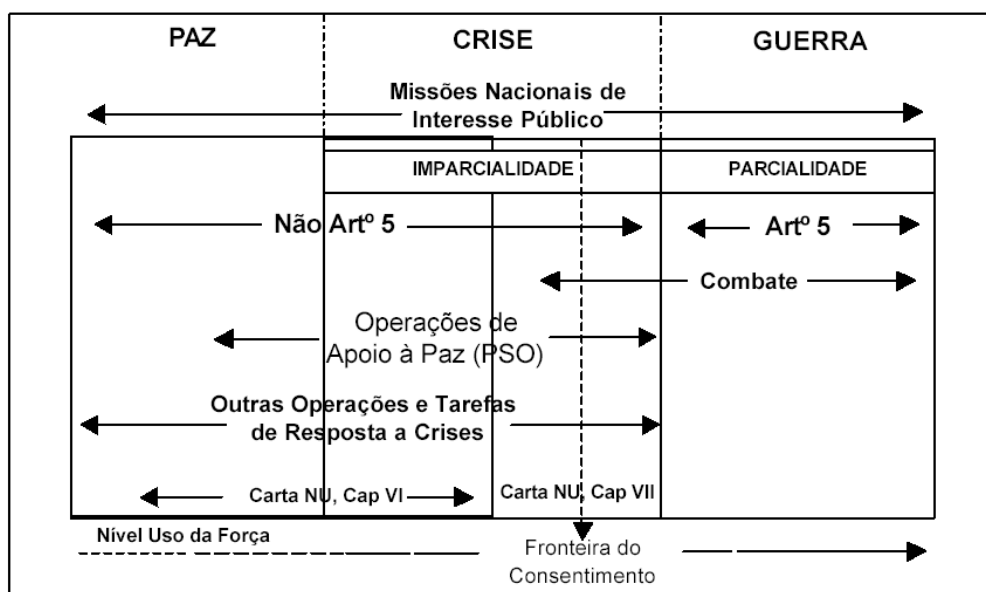 PAZ CRISE GUERRA
Missões Nacionais de
Interesse Público
IMPARCIALIDADE PARCIALIDADE
Não Artº 5 Artº 5
Combate
Operações de
Apoio à Paz (PSO)
Outras Operações e Tarefas
de Resposta a Crises
Carta NU, Cap VI Carta NU, Cap VII
Nível Uso da Força
Fronteira do
Consentimento